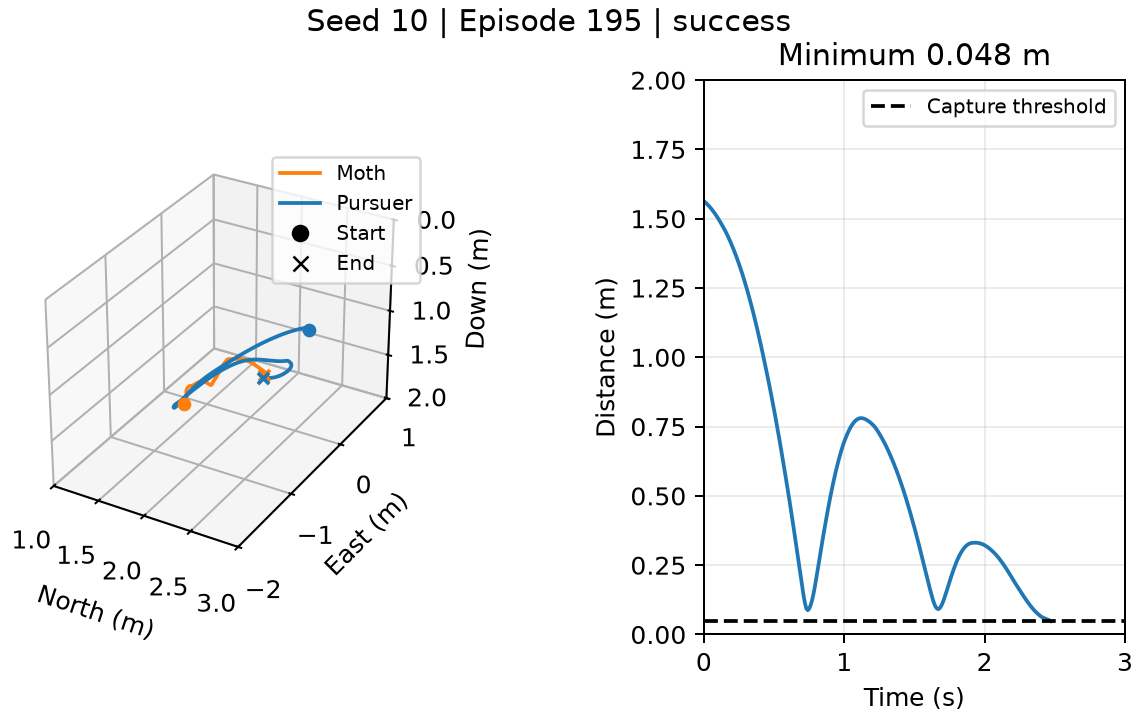 Seed 10 | Episode 195 | success
Moth
Pursuer
Start
End
0.0
0.5
1.0
1.5
2.0
Down (m)
1
0
−1
−2
East (m)
1.0
1.5
2.0
2.5
3.0
North (m)
Minimum 0.048 m
Capture threshold
2.00
1.75
1.50
1.25
1.00
0.75
0.50
0.25
0.00
Distance (m)
0
1
2
3
Time (s)